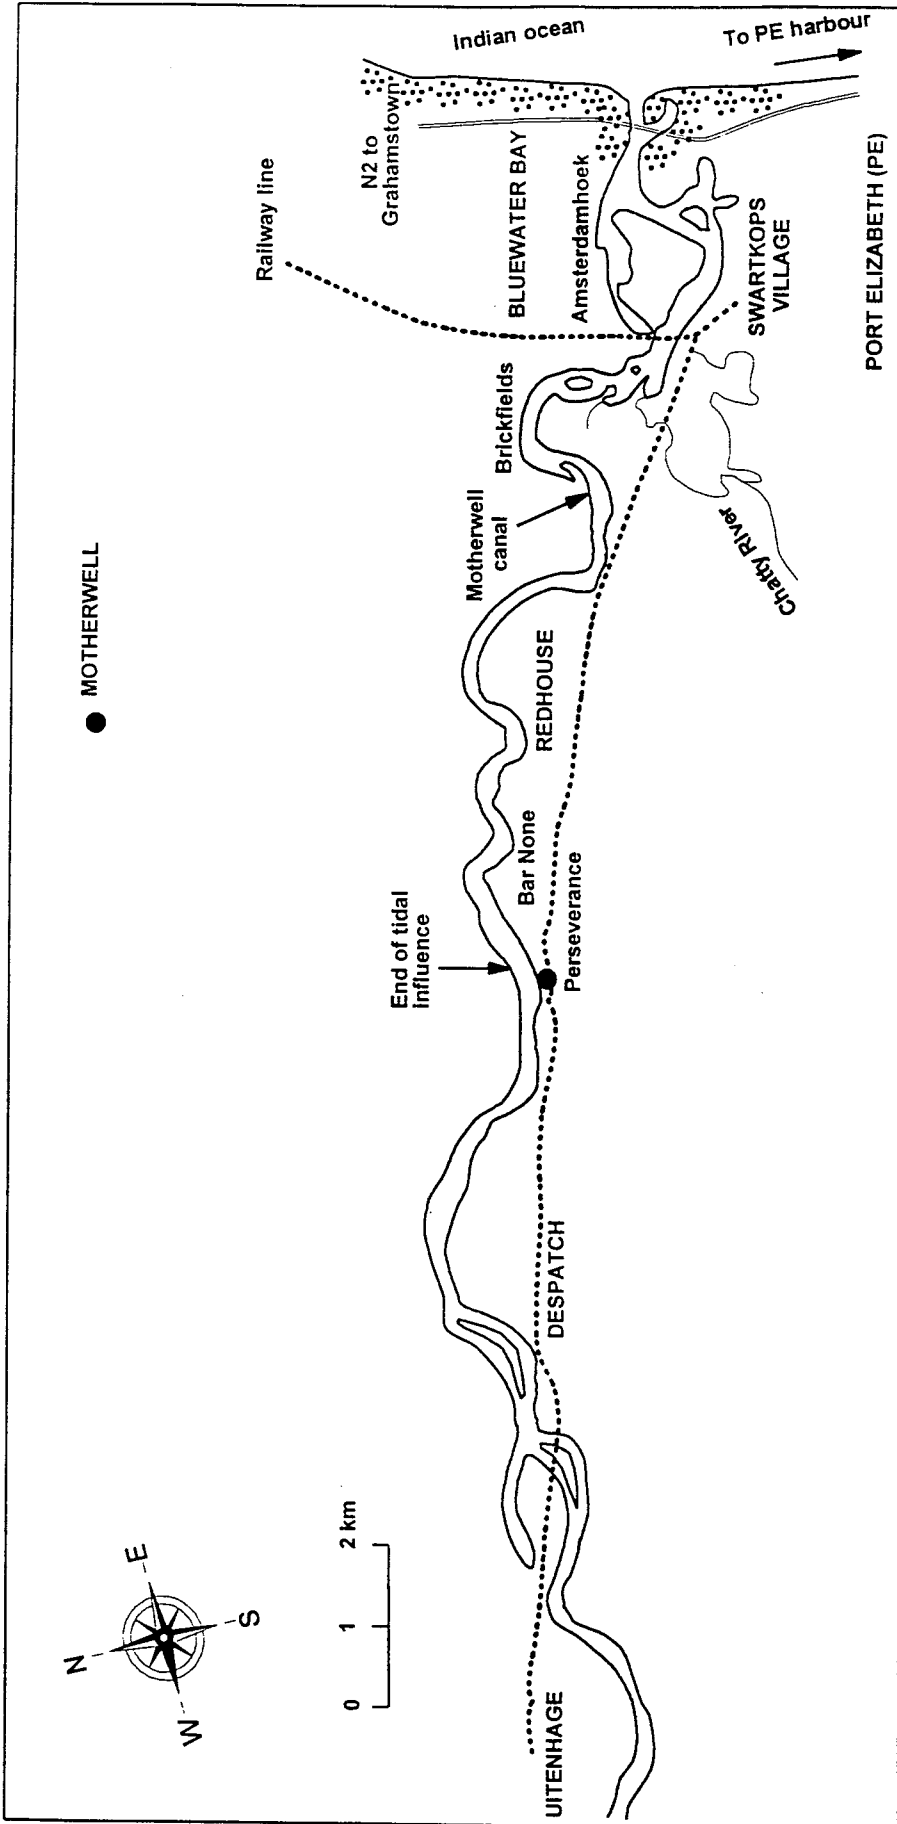 Indian ocean
To PE harbour
N2 to
Grahamstown
Railway line
BLUEWATER BAY
Amsterdamhoek
SWARTKOPS
VILLAGE
PORT ELIZABETH (PE)
Brickfields
Motherwell
canal
Chatty River
MOTHERWELL
REDHOUSE
Bar None
End of tidal
influence
Perseverance
DESPATCH
UITENHAGE
0 1 2 km
N
E
S
W